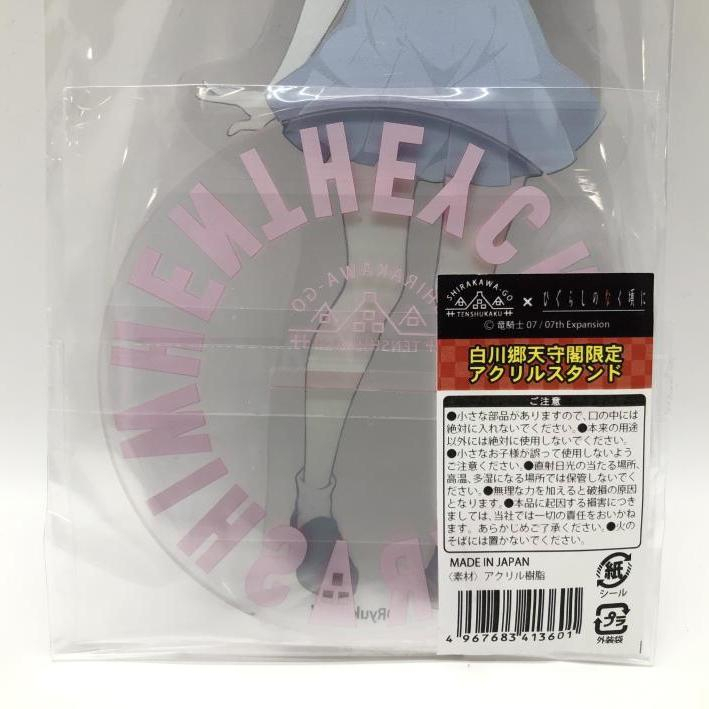 HENTHEYC
RASHIMHEN
SHIRAKAWA-GO
TENSHUKAKU
Ryuk
SHIRAKAWA-GO
TENSHUKAKU
×
ひぐらしのなく頃に
Ⓒ 竜騎士 07 / 07th Expansion
白川郷天守閣限定
アクリルスタンド
ご注意
●小さな部品がありますので、口の中には
絶対に入れないでください。●本来の用途
以外には絶対に使用しないでください。
●小さなお子様が誤って使用しないよう
ご注意ください。●直射日光の当たる場所、
高温、多湿になる場所では保管しないでく
ださい。●無理な力を加えると破損の原因
となります。●本品に起因する損害につき
ましては、当社では一切の責任をおいかね
ます。あらかじめご了承ください。●火の
そばには置かないでください。
MADE IN JAPAN
〈素材〉アクリル樹脂
紙
シール
プラ
外装袋
4 967683 413601